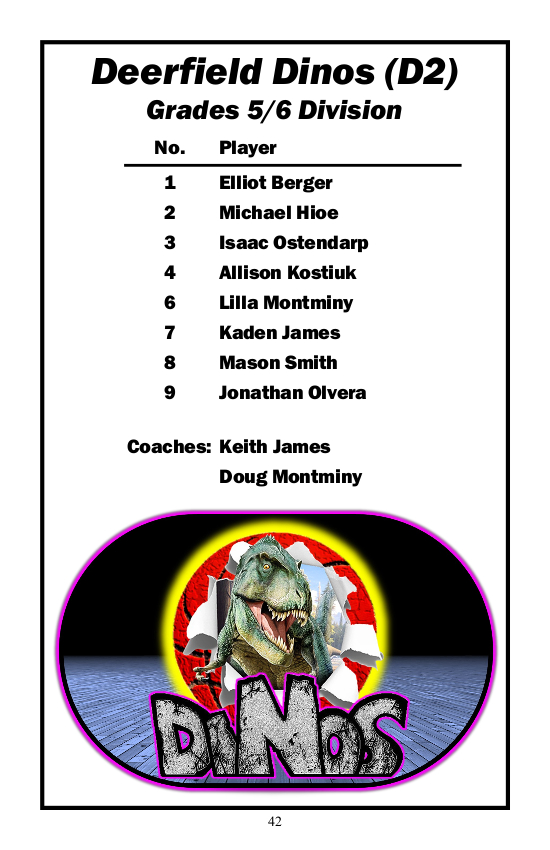 Deerfield Dinos (D2)
Grades 5/6 Division
No. Player
1 Elliot Berger
2 Michael Hioe
3 Isaac Ostendarp
4 Allison Kostiuk
6 Lilla Montminy
7 Kaden James
8 Mason Smith
9 Jonathan Olvera
Coaches: Keith James
Doug Montminy
DiNoS
42